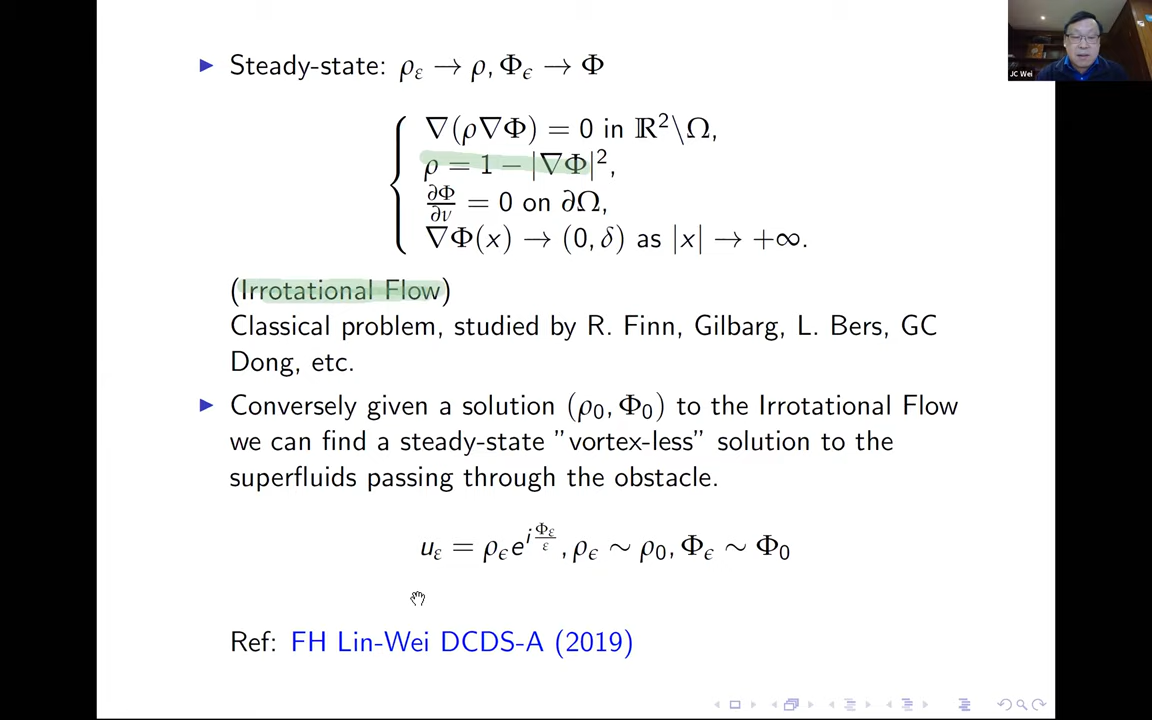 JC Wei
▶ Steady-state: ρ_ε → ρ, Φ_ϵ → Φ
∇(ρ∇Φ) = 0 in ℝ²\Ω,
ρ = 1 − |∇Φ|²,
∂Φ/∂ν = 0 on ∂Ω,
∇Φ(x) → (0, δ) as |x| → +∞.
(Irrotational Flow)
Classical problem, studied by R. Finn, Gilbarg, L. Bers, GC
Dong, etc.
▶ Conversely given a solution (ρ₀, Φ₀) to the Irrotational Flow
we can find a steady-state ”vortex-less” solution to the
superfluids passing through the obstacle.
u_ε = ρ_ϵ e^{i Φ_ε/ε}, ρ_ϵ ∼ ρ₀, Φ_ϵ ∼ Φ₀
Ref: FH Lin-Wei DCDS-A (2019)